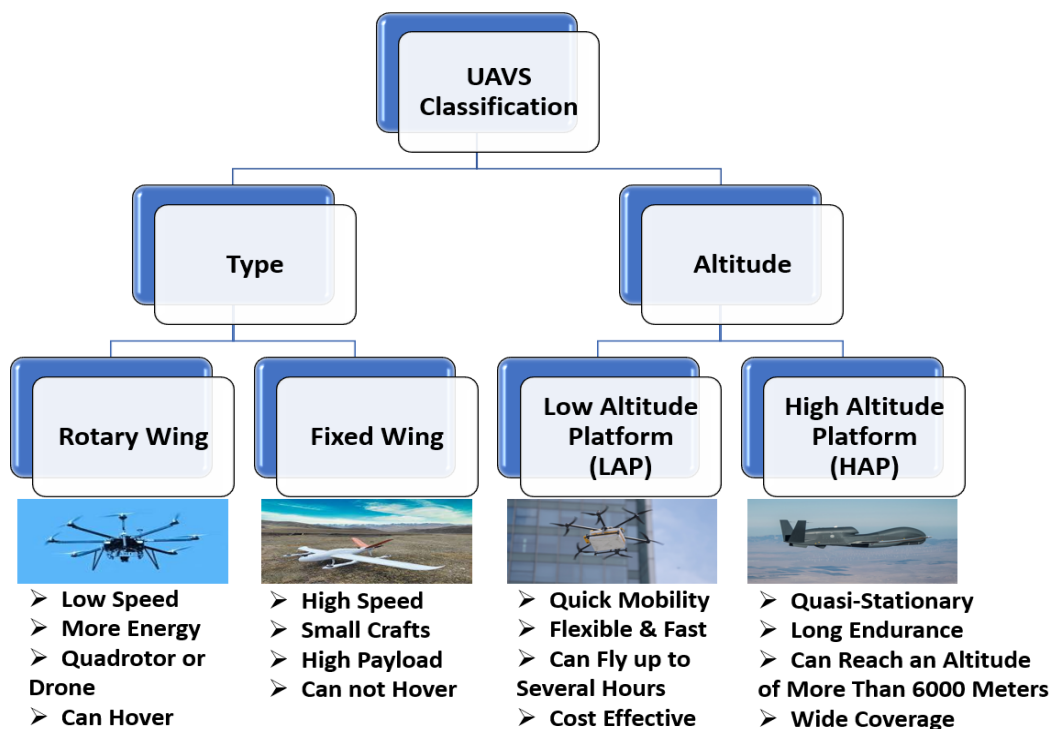 UAVS
Classification
Type
Altitude
Rotary Wing
Fixed Wing
Low Altitude
Platform
(LAP)
High Altitude
Platform
(HAP)
➢ Low Speed
➢ More Energy
➢ Quadrotor or
Drone
➢ Can Hover
➢ High Speed
➢ Small Crafts
➢ High Payload
➢ Can not Hover
➢ Quick Mobility
➢ Flexible & Fast
➢ Can Fly up to
Several Hours
➢ Cost Effective
➢ Quasi-Stationary
➢ Long Endurance
➢ Can Reach an Altitude
of More Than 6000 Meters
➢ Wide Coverage